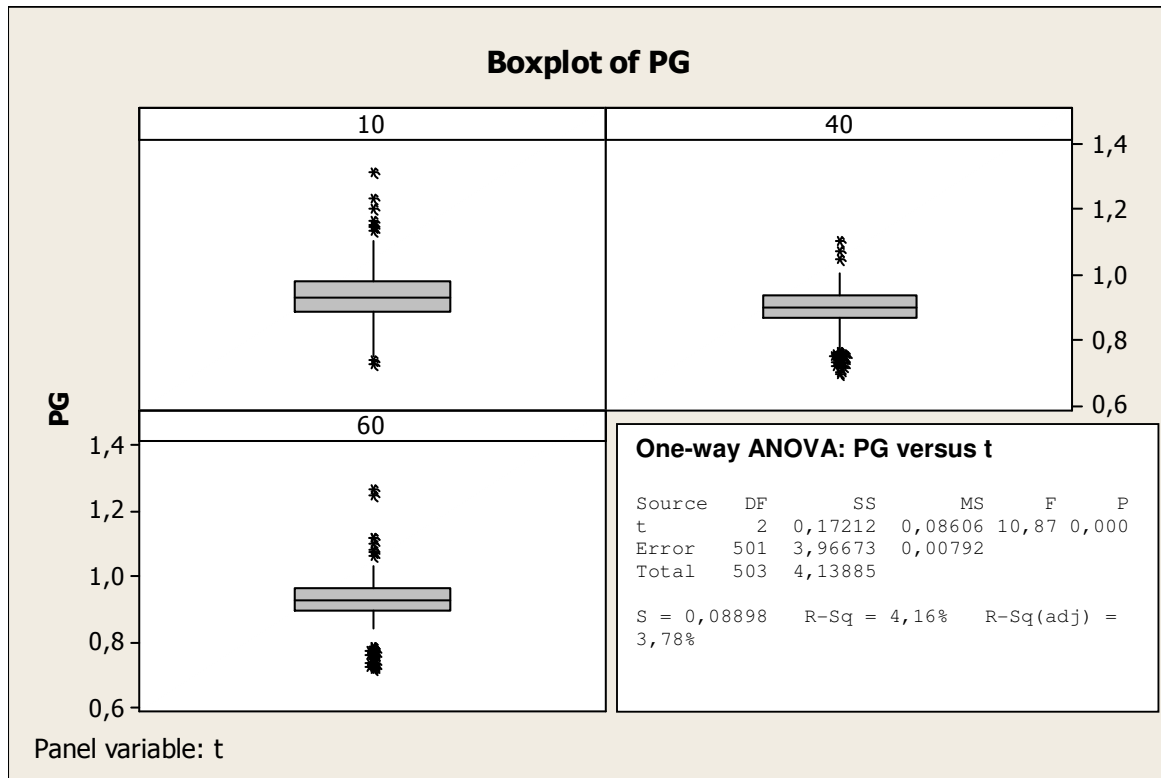 Boxplot of PG
10
40
1,4
1,2
1,0
0,8
0,6
PG
60
1,4
1,2
1,0
0,8
0,6
One-way ANOVA: PG versus t
Source DF SS MS F P
t 2 0,17212 0,08606 10,87 0,000
Error 501 3,96673 0,00792
Total 503 4,13885
S = 0,08898 R-Sq = 4,16% R-Sq(adj) =
3,78%
Panel variable: t